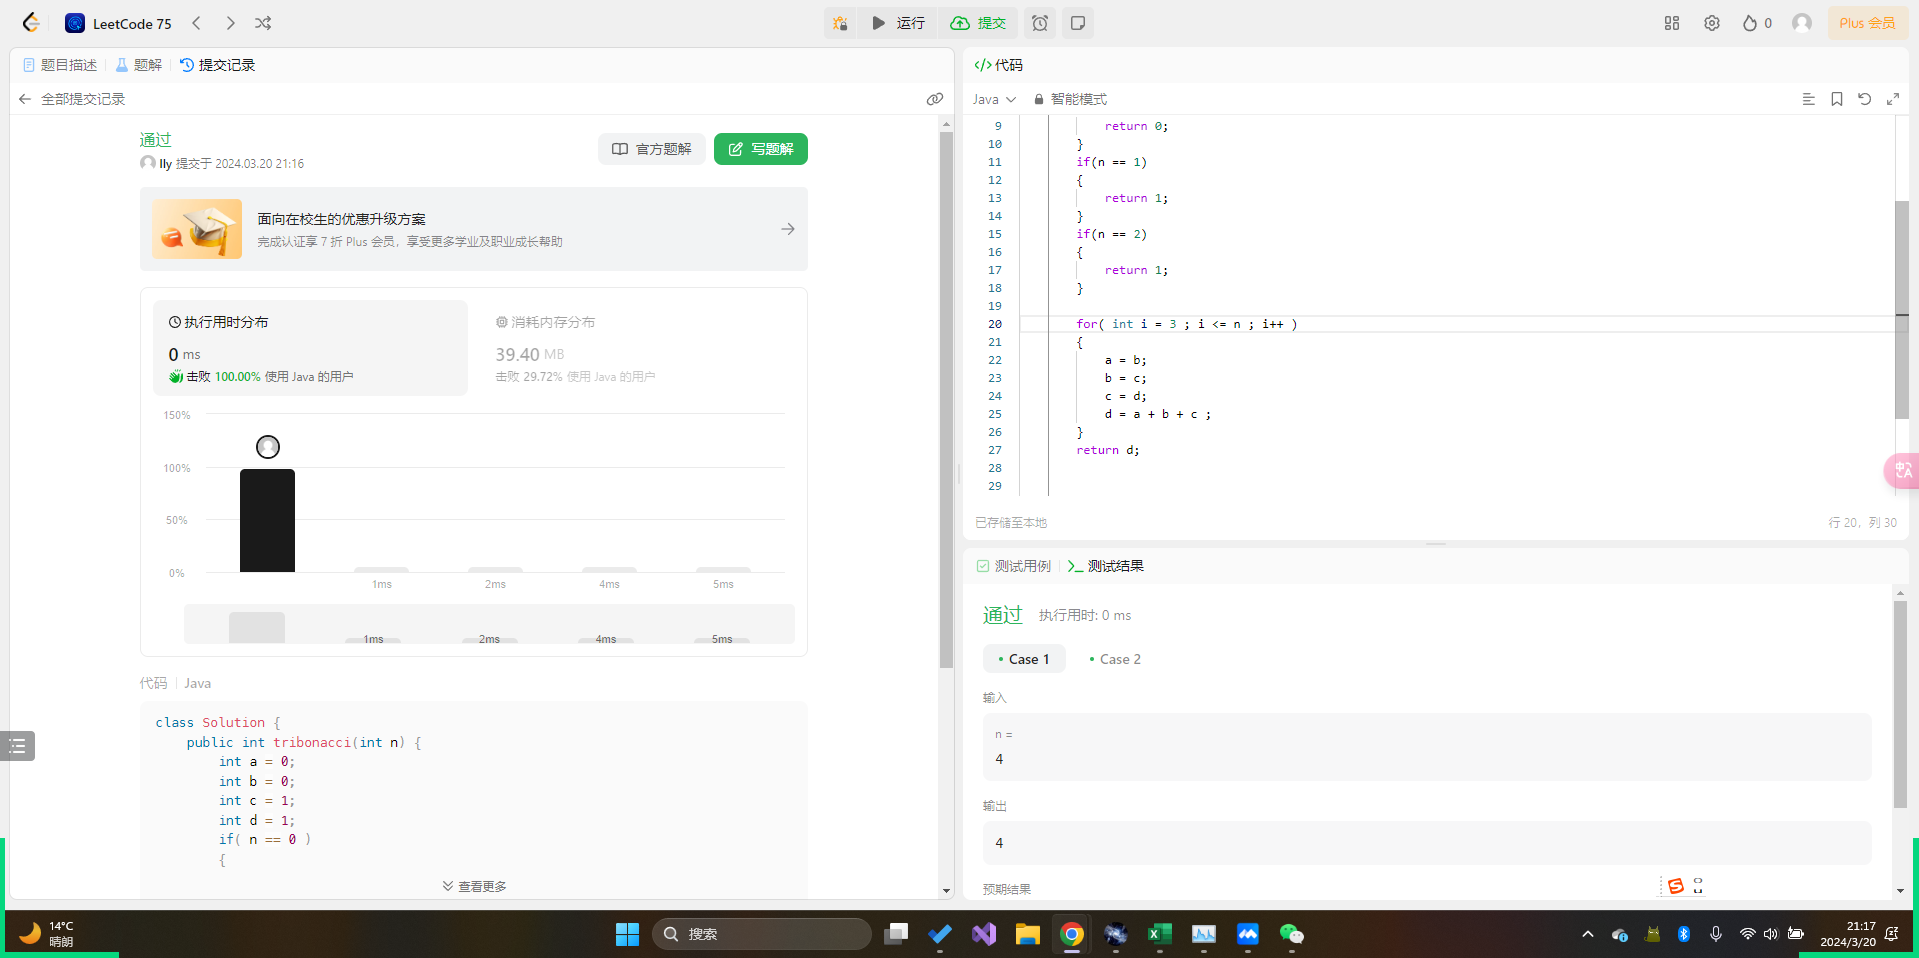 LeetCode 75
运行
提交
0
Plus 会员
题目描述
题解
提交记录
全部提交记录
通过
lly 提交于 2024.03.20 21:16
官方题解
写题解
面向在校生的优惠升级方案
完成认证享 7 折 Plus 会员，享受更多学业及职业成长帮助
执行用时分布
0 ms
击败 100.00% 使用 Java 的用户
消耗内存分布
39.40 MB
击败 29.72% 使用 Java 的用户
150%
100%
50%
0%
1ms
2ms
4ms
5ms
1ms
2ms
4ms
5ms
代码
Java
class Solution {
public int tribonacci(int n) {
int a = 0;
int b = 0;
int c = 1;
int d = 1;
if( n == 0 )
{
查看更多
代码
Java
智能模式
9 return 0;
10 }
11 if(n == 1)
12 {
13 return 1;
14 }
15 if(n == 2)
16 {
17 return 1;
18 }
19
20 for( int i = 3 ; i <= n ; i++ )
21 {
22 a = b;
23 b = c;
24 c = d;
25 d = a + b + c ;
26 }
27 return d;
28
29
已存储至本地
行 20，列 30
测试用例
测试结果
通过
执行用时: 0 ms
Case 1
Case 2
输入
n =
4
输出
4
预期结果
14°C
晴朗
搜索
21:17
2024/3/20